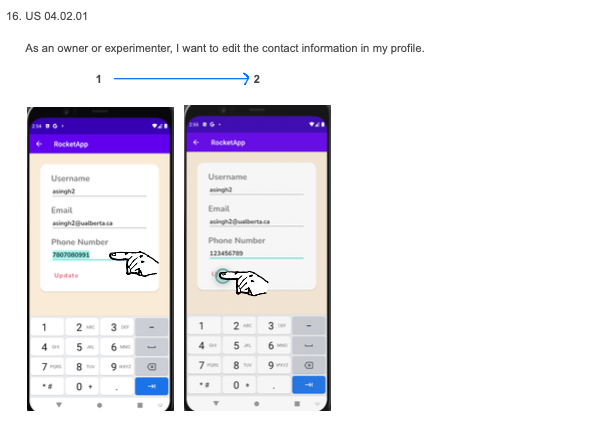 16. US 04.02.01
As an owner or experimenter, I want to edit the contact information in my profile.
1 2
RocketApp
Username
asingh2
Email
asingh2@ualberta.ca
Phone Number
7807080991
Update
1
2 ABC
3 DEF
-
4 GHI
5 JKL
6 MNO
7 PQRS
8 TUV
9 WXYZ
* #
0 +
.
RocketApp
Username
asingh2
Email
asingh2@ualberta.ca
Phone Number
123456789
1
2 ABC
3 DEF
-
4 GHI
5 JKL
6 MNO
7 PQRS
8 TUV
9 WXYZ
* #
0 +
.